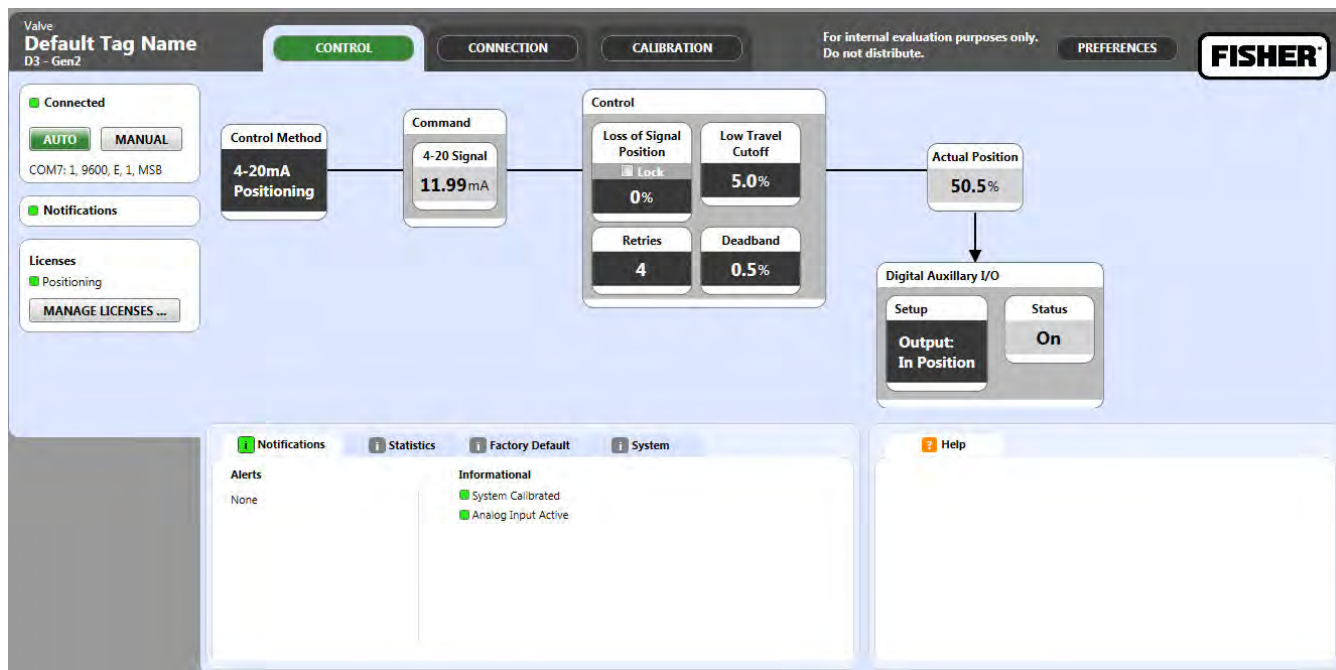 Valve
Default Tag Name
D3 - Gen2
CONTROL
CONNECTION
CALIBRATION
For internal evaluation purposes only.
Do not distribute.
PREFERENCES
FISHER
Connected
AUTO
MANUAL
COM7: 1, 9600, E, 1, MSB
Notifications
Licenses
Positioning
MANAGE LICENSES ...
Control Method
4-20mA
Positioning
Command
4-20 Signal
11.99mA
Control
Loss of Signal
Position
Lock
0%
Low Travel
Cutoff
5.0%
Retries
4
Deadband
0.5%
Actual Position
50.5%
Digital Auxillary I/O
Setup
Output:
In Position
Status
On
Notifications
Statistics
Factory Default
System
Alerts
None
Informational
System Calibrated
Analog Input Active
? Help